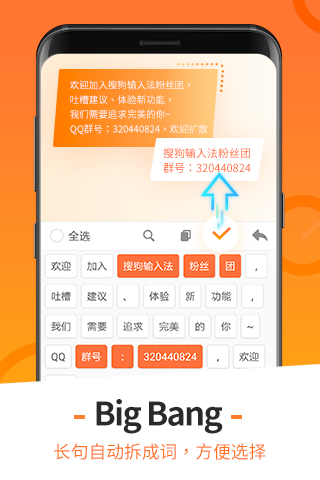 欢迎加入搜狗输入法粉丝团，
吐槽建议、体验新功能，
我们需要追求完美的你~
QQ群号：320440824，欢迎扩散
搜狗输入法粉丝团
群号：320440824
全选
欢迎 加入 搜狗输入法 粉丝 团 ，
吐槽 建议 、 体验 新 功能 ，
我们 需要 追求 完美 的 你 ~
QQ 群号 ： 320440824 ， 欢迎
- Big Bang -
长句自动拆成词，方便选择